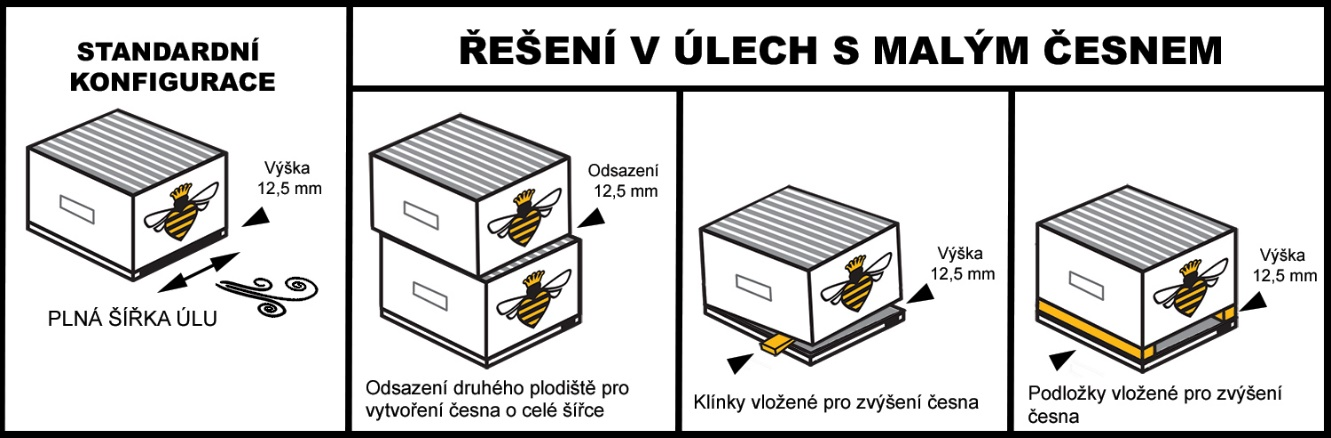 STANDARDNÍ
KONFIGURACE
Výška
12,5 mm
PLNÁ ŠÍŘKA ÚLU
ŘEŠENÍ V ÚLECH S MALÝM ČESNEM
Odsazení
12,5 mm
Odsazení druhého plodiště pro
vytvoření česna o celé šířce
Výška
12,5 mm
Klínky vložené pro zvýšení česna
Výška
12,5 mm
Podložky vložené pro zvýšení
česna